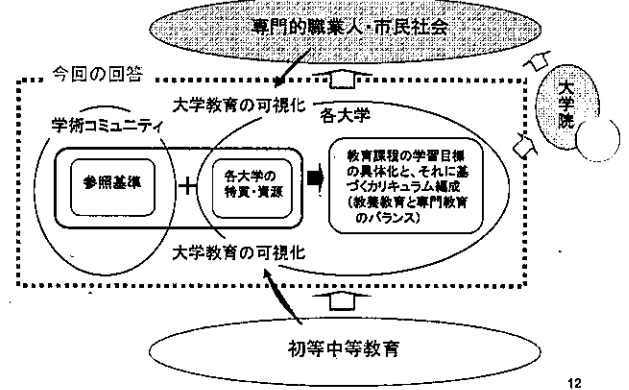 専門的職業人・市民社会
今回の回答
大学院
大学教育の可視化
各大学
学術コミュニティ
参照基準
+
各大学の
特質・資源
教育課程の学習目標
の具体化と、それに基
づくカリキュラム編成
(教養教育と専門教育
のバランス)
大学教育の可視化
初等中等教育
12